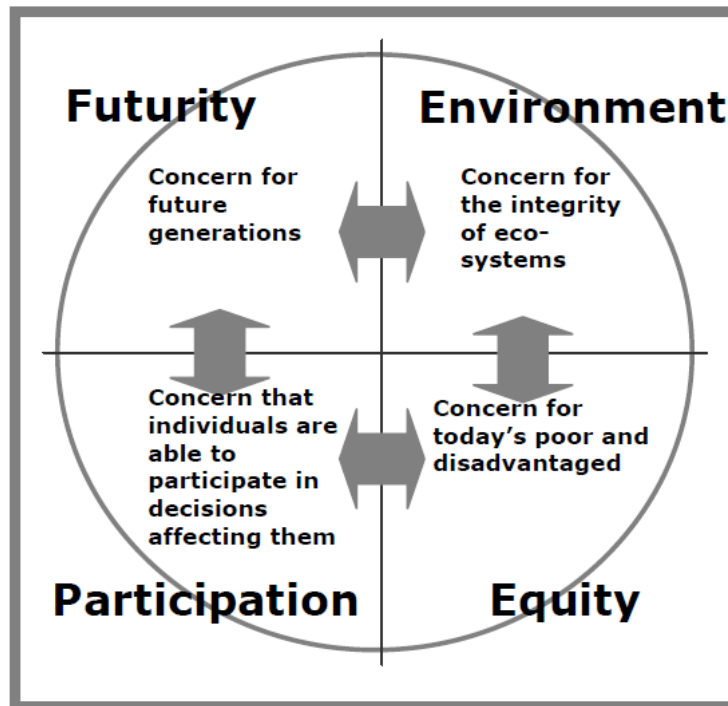 Futurity
Concern for
future
generations
Environment
Concern for
the integrity
of eco-
systems
Concern that
individuals are
able to
participate in
decisions
affecting them
Participation
Concern for
today's poor and
disadvantaged
Equity